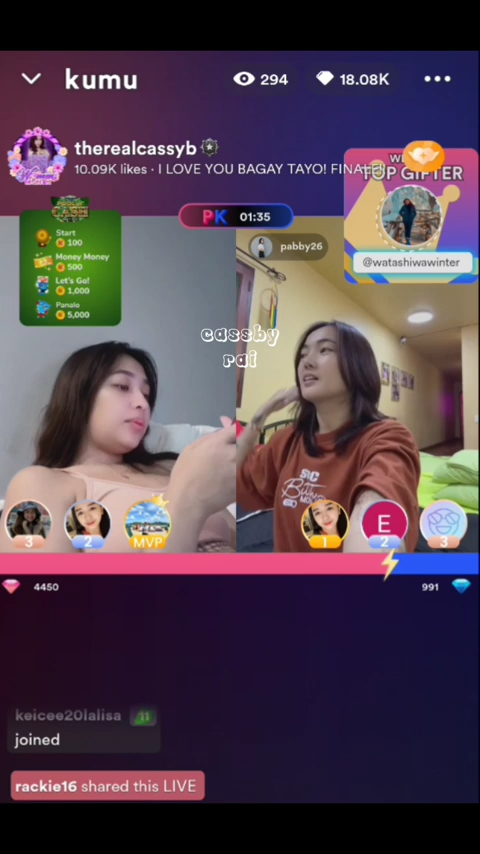 kumu
294
18.08K
therealcassyb
10.09K likes · I LOVE YOU BAGAY TAYO! FINALE!!
TOP GIFTER
@watashiwawinter
PK 01:35
pabby26
Start
100
Money Money
500
Let's Go!
1,000
Panalo
5,000
cassby
rai
3
2
MVP
1
E
2
3
4450
991
keicee20lalisa 11
joined
rackie16 shared this LIVE